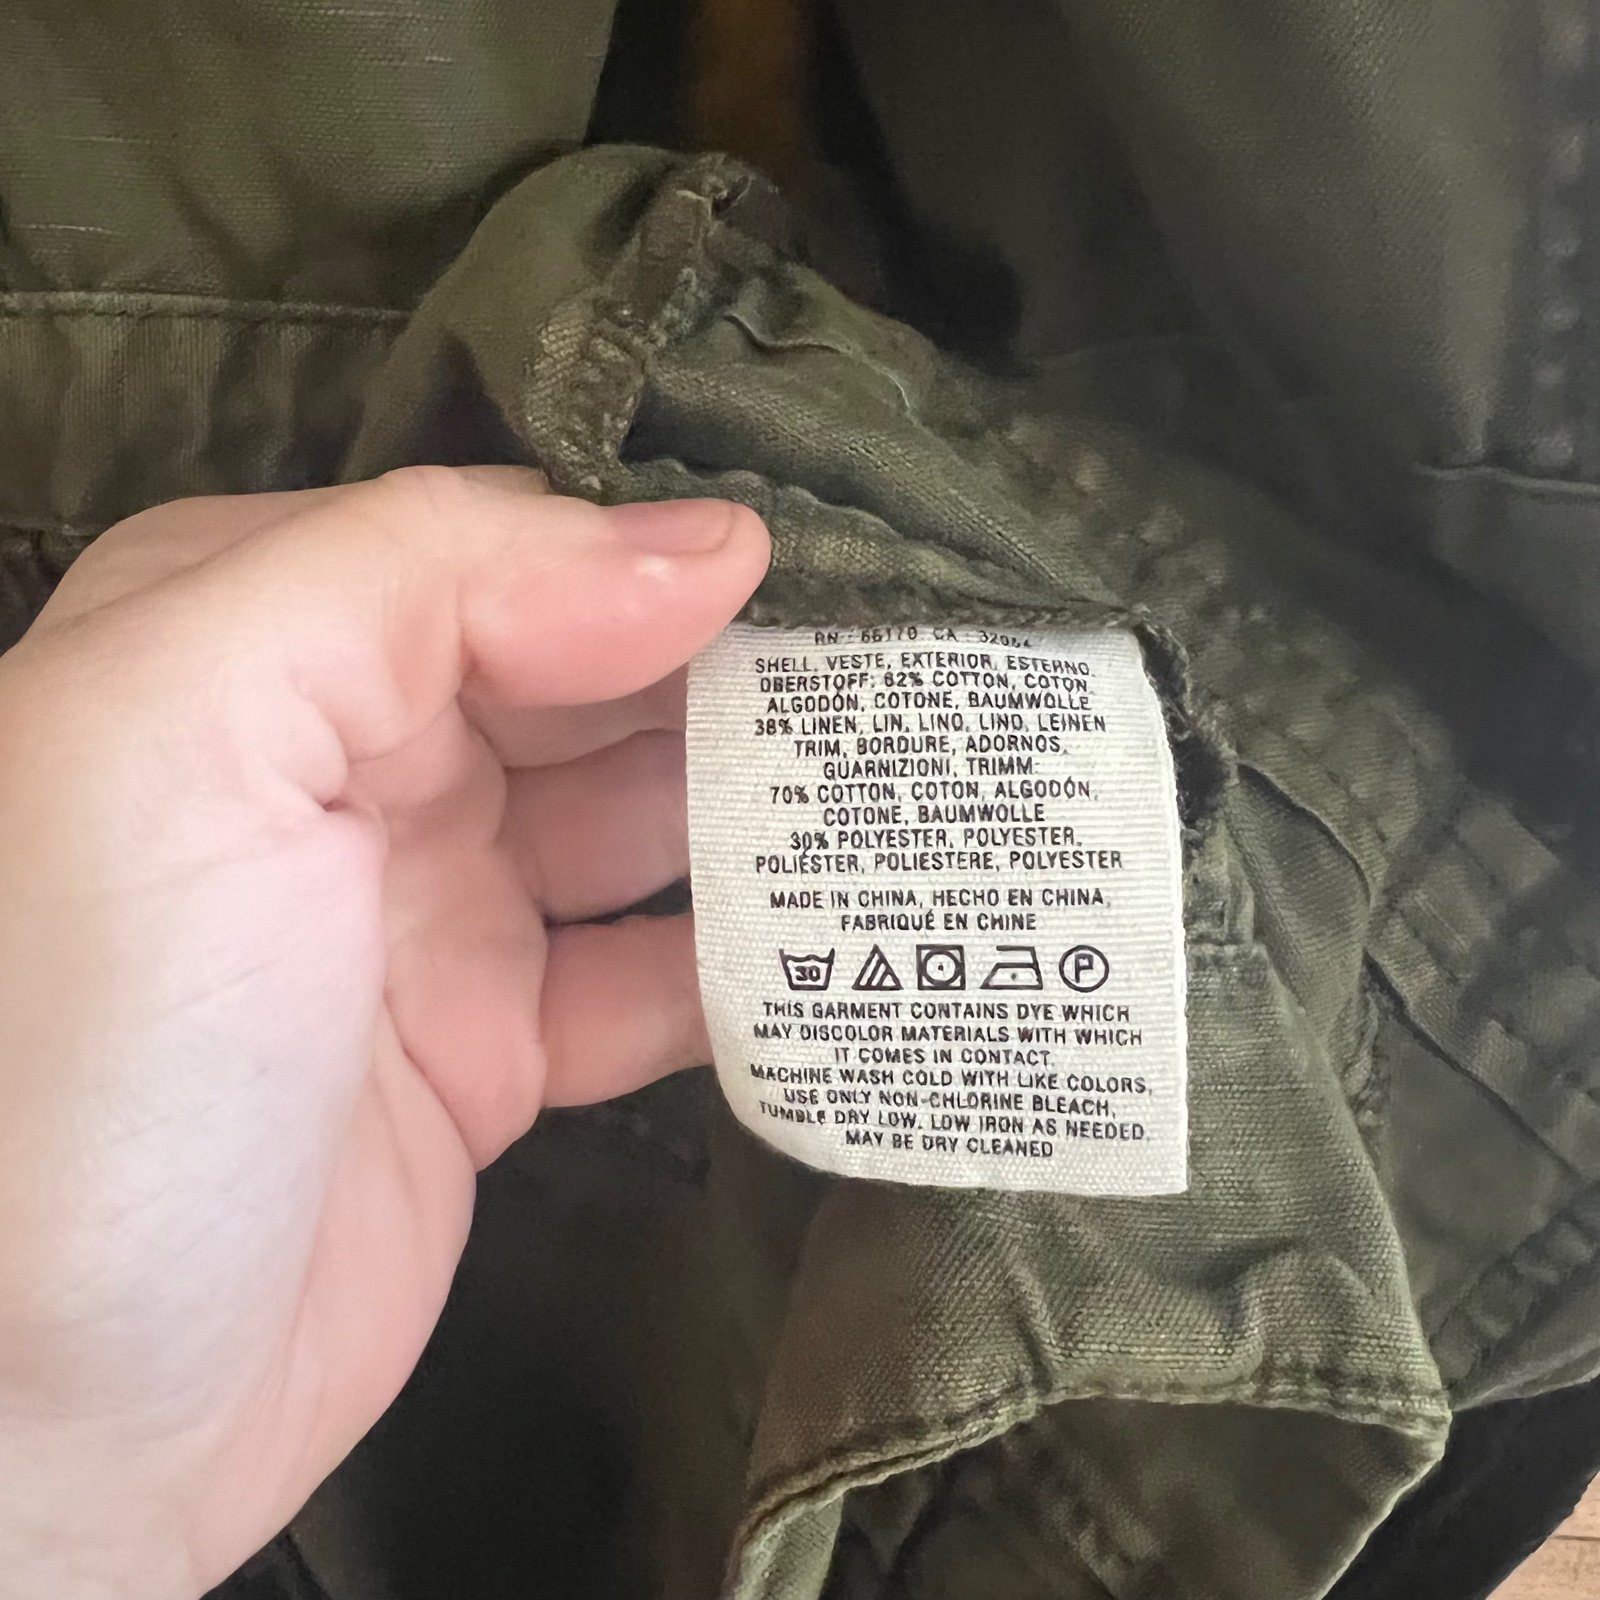 RN : 66170 CA : 32054
SHELL, VESTE, EXTERIOR, ESTERNO,
OBERSTOFF: 62% COTTON, COTON,
ALGODÓN, COTONE, BAUMWOLLE
38% LINEN, LIN, LINO, LINO, LEINEN
TRIM, BORDURE, ADORNOS,
GUARNIZIONI, TRIMM:
70% COTTON, COTON, ALGODÓN,
COTONE, BAUMWOLLE
30% POLYESTER, POLYESTER,
POLIÉSTER, POLIESTERE, POLYESTER
MADE IN CHINA, HECHO EN CHINA,
FABRIQUÉ EN CHINE
30 P
THIS GARMENT CONTAINS DYE WHICH
MAY DISCOLOR MATERIALS WITH WHICH
IT COMES IN CONTACT.
MACHINE WASH COLD WITH LIKE COLORS,
USE ONLY NON-CHLORINE BLEACH,
TUMBLE DRY LOW. LOW IRON AS NEEDED.
MAY BE DRY CLEANED